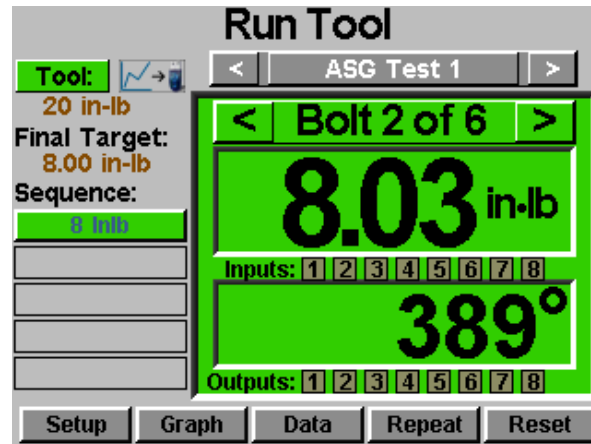 Run Tool
Tool:
20 in-lb
Final Target:
8.00 in-lb
Sequence:
8 Inlb
< ASG Test 1 >
< Bolt 2 of 6 >
8.03 in•lb
Inputs: 1 2 3 4 5 6 7 8
389°
Outputs: 1 2 3 4 5 6 7 8
Setup Graph Data Repeat Reset